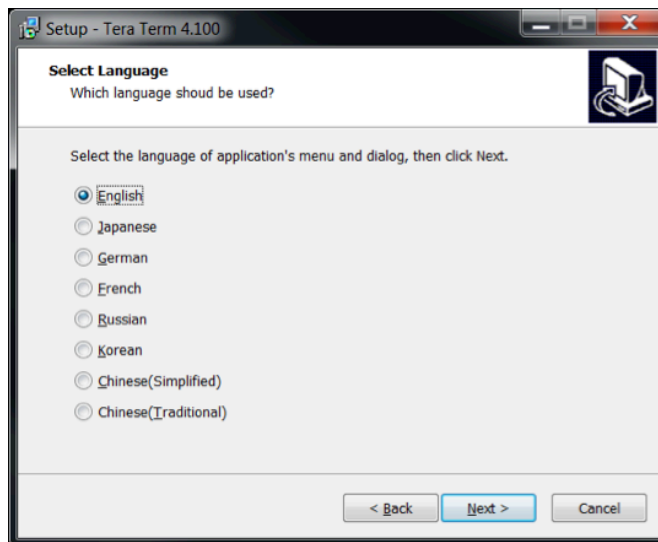 Setup - Tera Term 4.100
Select Language
Which language shoud be used?
Select the language of application's menu and dialog, then click Next.
English
Japanese
German
French
Russian
Korean
Chinese(Simplified)
Chinese(Traditional)
< Back Next > Cancel